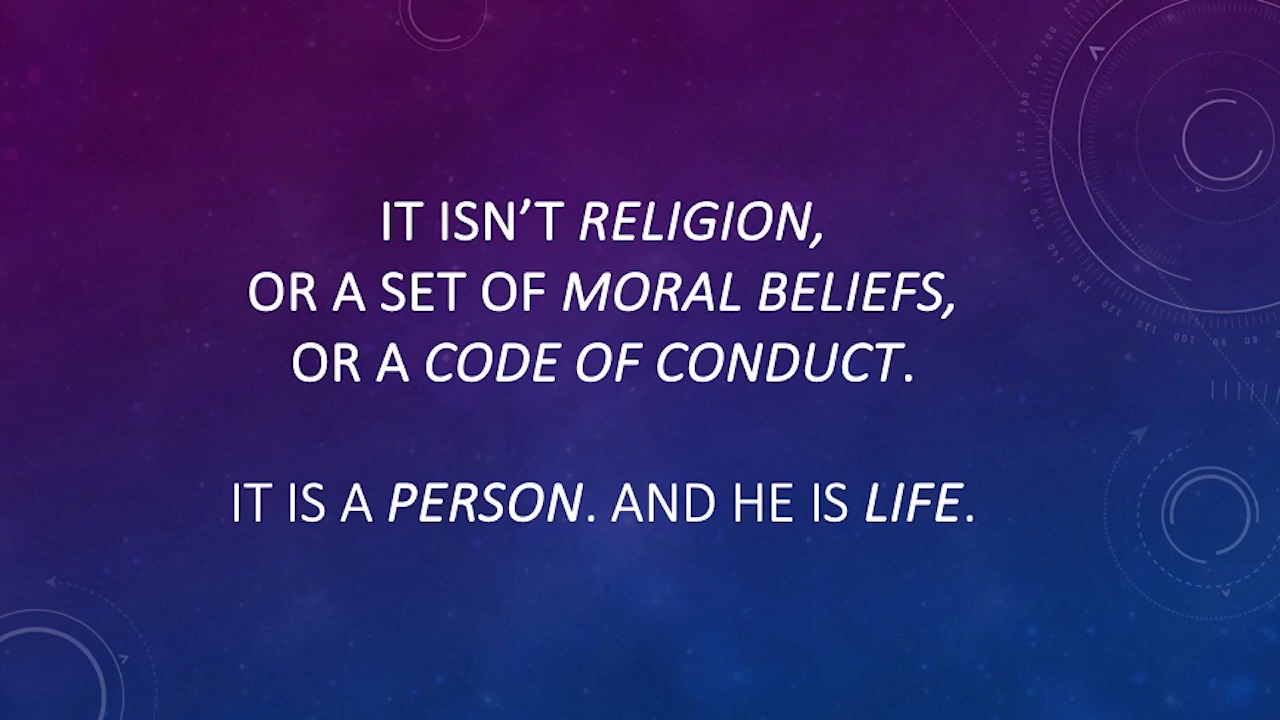 IT ISN’T RELIGION,
OR A SET OF MORAL BELIEFS,
OR A CODE OF CONDUCT.
IT IS A PERSON. AND HE IS LIFE.